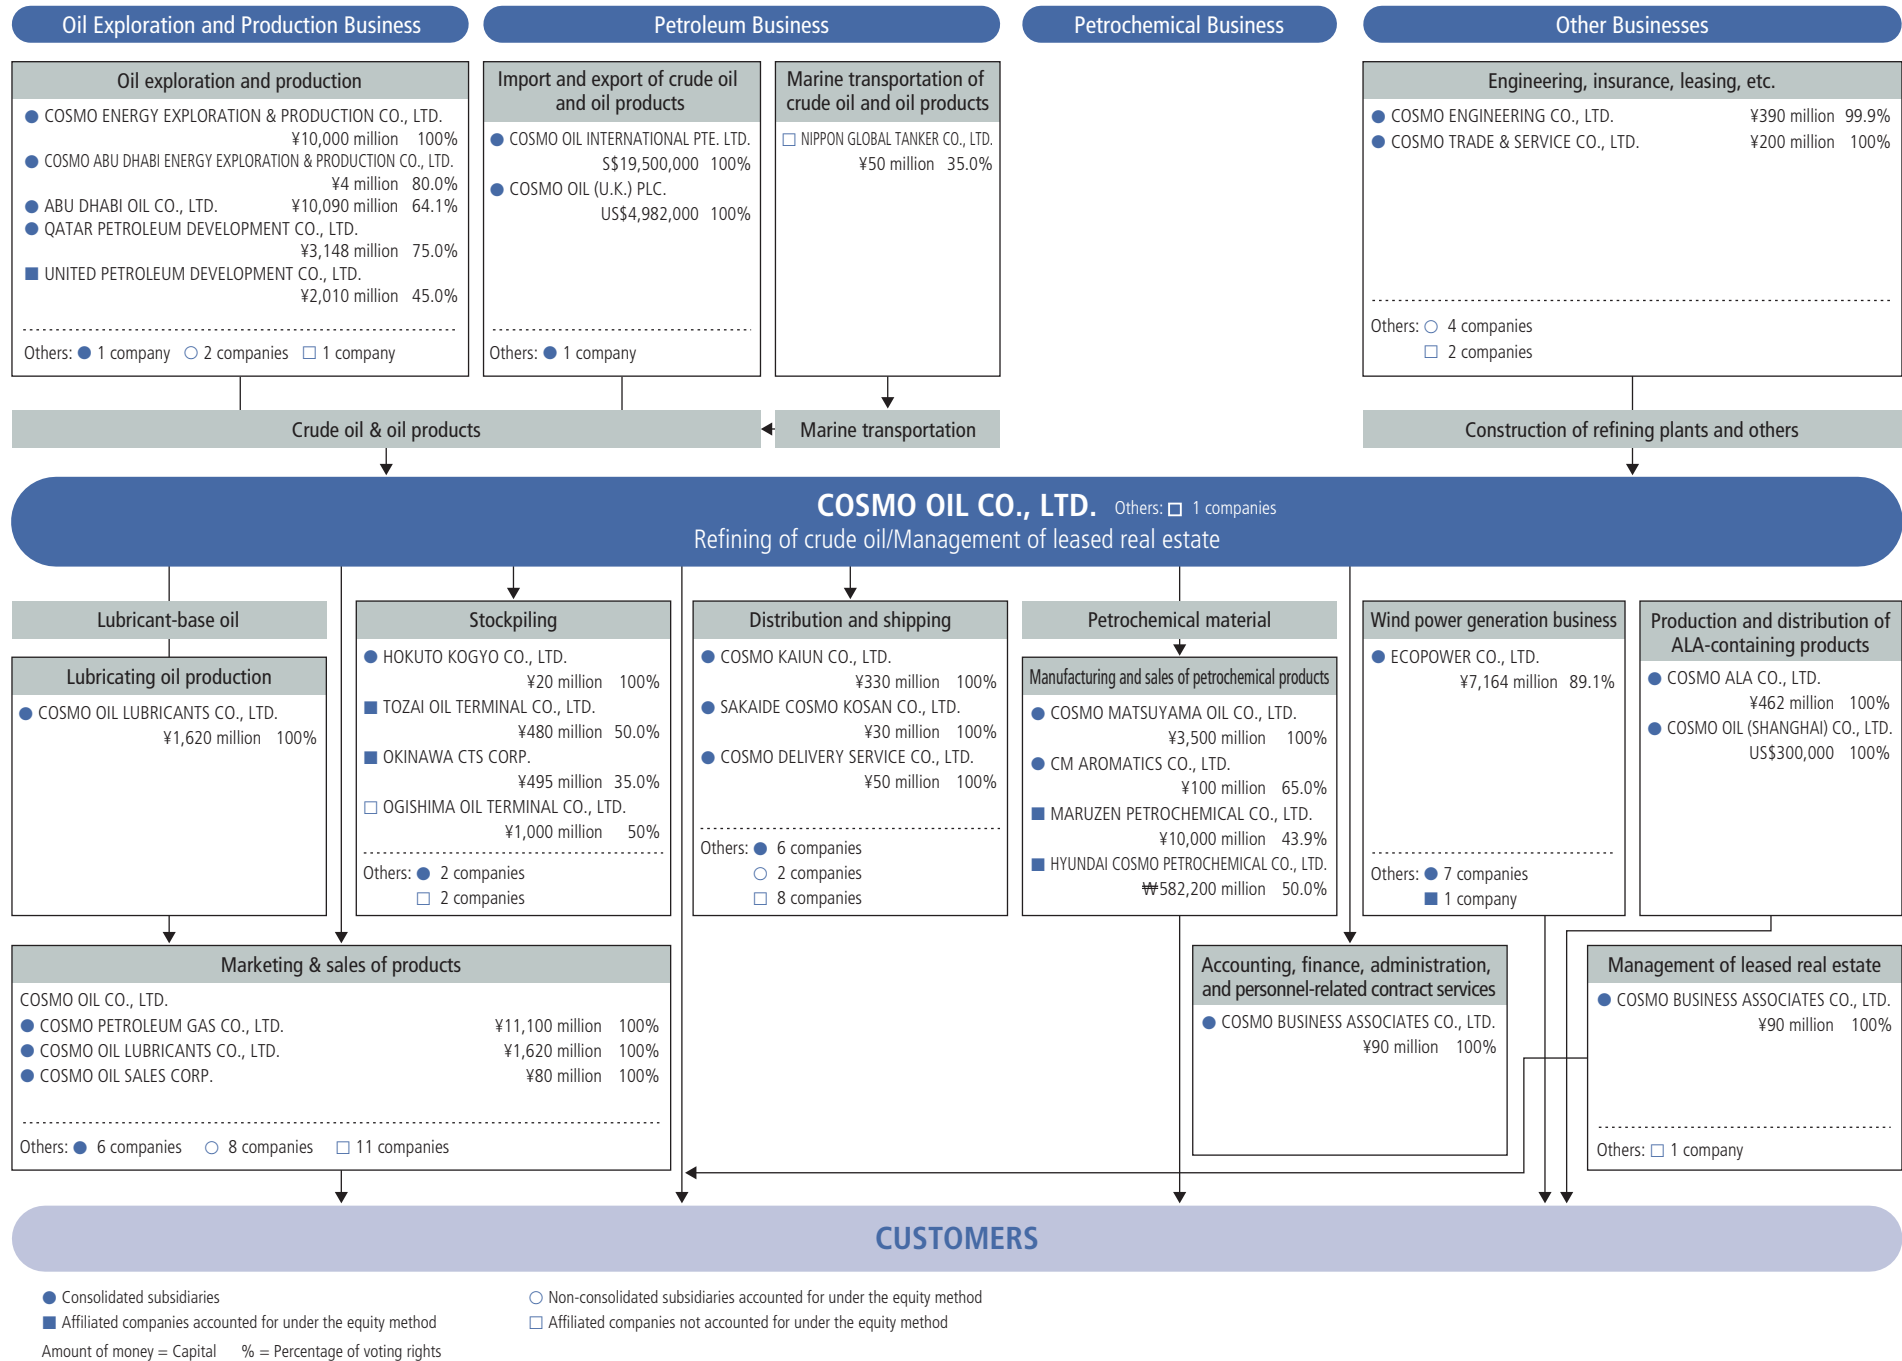 Oil Exploration and Production Business
Petroleum Business
Petrochemical Business
Other Businesses
Oil exploration and production
● COSMO ENERGY EXPLORATION & PRODUCTION CO., LTD.
¥10,000 million 100%
● COSMO ABU DHABI ENERGY EXPLORATION & PRODUCTION CO., LTD.
¥4 million 80.0%
● ABU DHABI OIL CO., LTD. ¥10,090 million 64.1%
● QATAR PETROLEUM DEVELOPMENT CO., LTD.
¥3,148 million 75.0%
■ UNITED PETROLEUM DEVELOPMENT CO., LTD.
¥2,010 million 45.0%
Others: ● 1 company ○ 2 companies □ 1 company
Import and export of crude oil
and oil products
● COSMO OIL INTERNATIONAL PTE. LTD.
S$19,500,000 100%
● COSMO OIL (U.K.) PLC.
US$4,982,000 100%
Others: ● 1 company
Marine transportation of
crude oil and oil products
□ NIPPON GLOBAL TANKER CO., LTD.
¥50 million 35.0%
Engineering, insurance, leasing, etc.
● COSMO ENGINEERING CO., LTD. ¥390 million 99.9%
● COSMO TRADE & SERVICE CO., LTD. ¥200 million 100%
Others: ○ 4 companies
□ 2 companies
Crude oil & oil products
Marine transportation
Construction of refining plants and others
COSMO OIL CO., LTD. Others: □ 1 companies
Refining of crude oil/Management of leased real estate
Lubricant-base oil
Lubricating oil production
● COSMO OIL LUBRICANTS CO., LTD.
¥1,620 million 100%
Stockpiling
● HOKUTO KOGYO CO., LTD.
¥20 million 100%
■ TOZAI OIL TERMINAL CO., LTD.
¥480 million 50.0%
■ OKINAWA CTS CORP.
¥495 million 35.0%
□ OGISHIMA OIL TERMINAL CO., LTD.
¥1,000 million 50%
Others: ● 2 companies
□ 2 companies
Distribution and shipping
● COSMO KAIUN CO., LTD.
¥330 million 100%
● SAKAIDE COSMO KOSAN CO., LTD.
¥30 million 100%
● COSMO DELIVERY SERVICE CO., LTD.
¥50 million 100%
Others: ● 6 companies
○ 2 companies
□ 8 companies
Petrochemical material
Manufacturing and sales of petrochemical products
● COSMO MATSUYAMA OIL CO., LTD.
¥3,500 million 100%
● CM AROMATICS CO., LTD.
¥100 million 65.0%
■ MARUZEN PETROCHEMICAL CO., LTD.
¥10,000 million 43.9%
■ HYUNDAI COSMO PETROCHEMICAL CO., LTD.
₩582,200 million 50.0%
Wind power generation business
● ECOPOWER CO., LTD.
¥7,164 million 89.1%
Others: ● 7 companies
■ 1 company
Production and distribution of
ALA-containing products
● COSMO ALA CO., LTD.
¥462 million 100%
● COSMO OIL (SHANGHAI) CO., LTD.
US$300,000 100%
Marketing & sales of products
COSMO OIL CO., LTD.
● COSMO PETROLEUM GAS CO., LTD. ¥11,100 million 100%
● COSMO OIL LUBRICANTS CO., LTD. ¥1,620 million 100%
● COSMO OIL SALES CORP. ¥80 million 100%
Others: ● 6 companies ○ 8 companies □ 11 companies
Accounting, finance, administration,
and personnel-related contract services
● COSMO BUSINESS ASSOCIATES CO., LTD.
¥90 million 100%
Management of leased real estate
● COSMO BUSINESS ASSOCIATES CO., LTD.
¥90 million 100%
Others: □ 1 company
CUSTOMERS
● Consolidated subsidiaries
○ Non-consolidated subsidiaries accounted for under the equity method
■ Affiliated companies accounted for under the equity method
□ Affiliated companies not accounted for under the equity method
Amount of money = Capital % = Percentage of voting rights